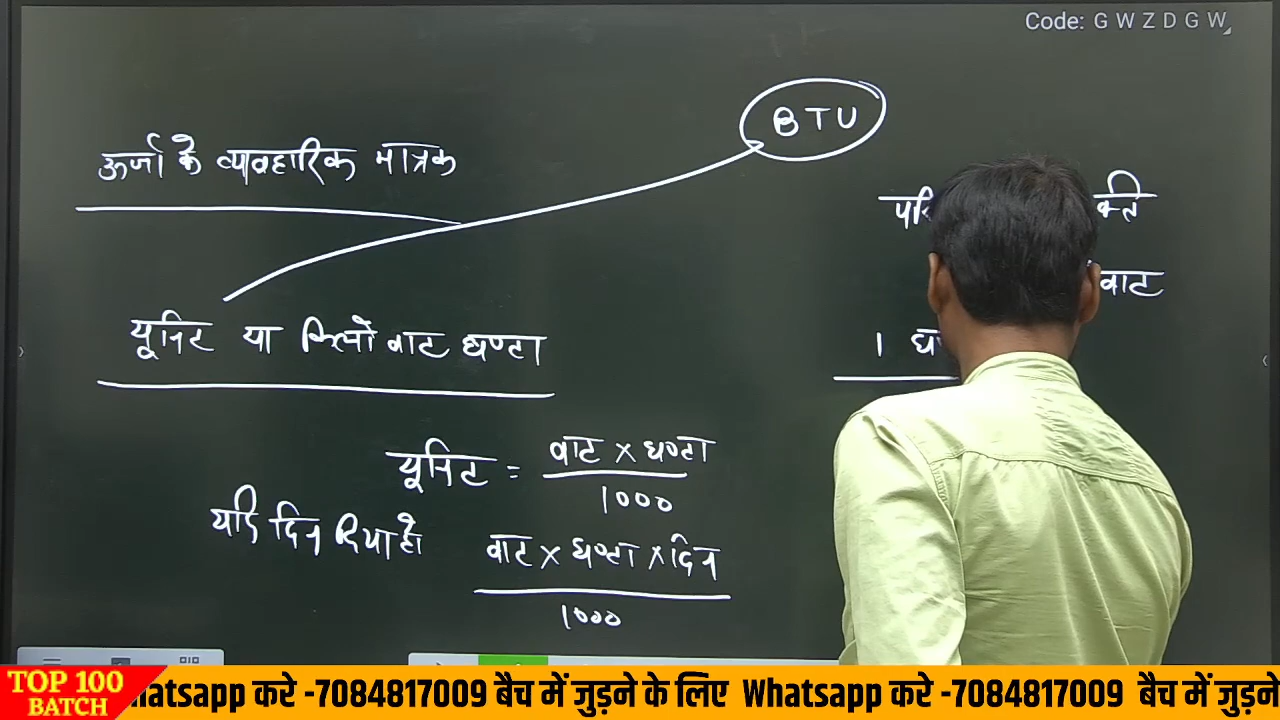 Code: G W Z D G W
BTU
ऊर्जा के व्यावहारिक मात्रक
वाट
1
यूनिट या किलो वाट घण्टा
यूनिट = वाट x घण्टा
1000
यदि दिन दिया हो
वाट x घण्टा x दिन
1000
TOP 100
BATCH
hatsapp करे -7084817009 बैच में जुड़ने के लिए Whatsapp करे -7084817009 बैच में जुड़ने